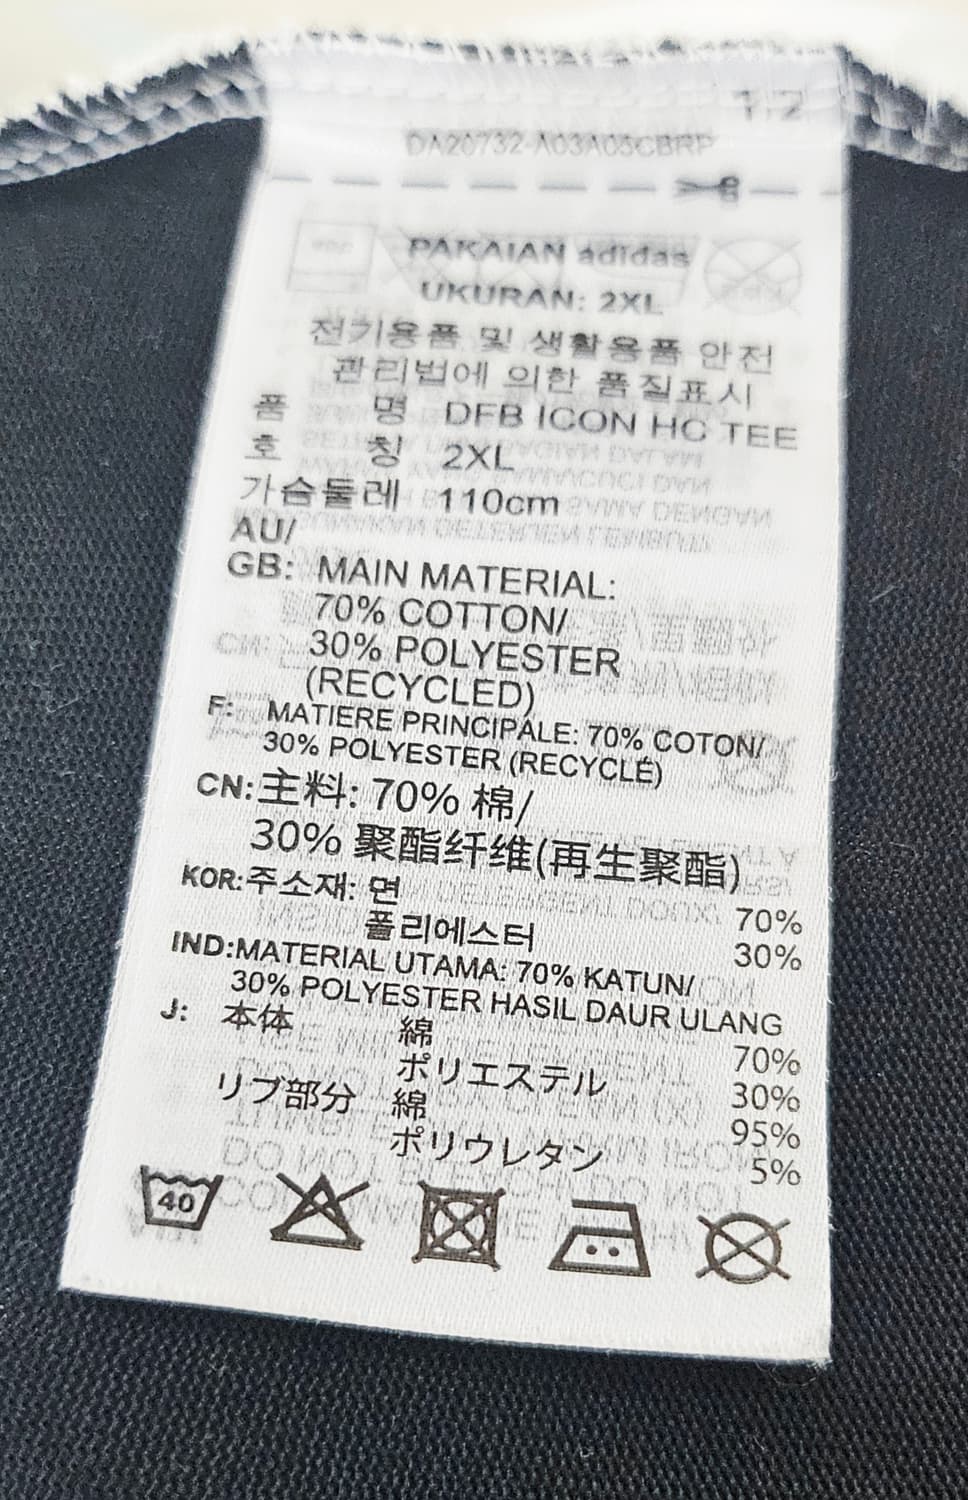 1/2
DA20732-A03A05CBRP
PAKAIAN adidas
UKURAN: 2XL
전기용품 및 생활용품 안전
관리법에 의한 품질표시
품 명 DFB ICON HC TEE
호 칭 2XL
가슴둘레 110cm
AU/
GB: MAIN MATERIAL:
70% COTTON/
30% POLYESTER
(RECYCLED)
F: MATIERE PRINCIPALE: 70% COTON/
30% POLYESTER (RECYCLÉ)
CN:主料: 70% 棉/
30% 聚酯纤维(再生聚酯)
KOR:주소재: 면 70%
폴리에스터 30%
IND:MATERIAL UTAMA: 70% KATUN/
30% POLYESTER HASIL DAUR ULANG
J: 本体 綿 70%
ポリエステル 30%
リブ部分 綿 95%
ポリウレタン 5%
40